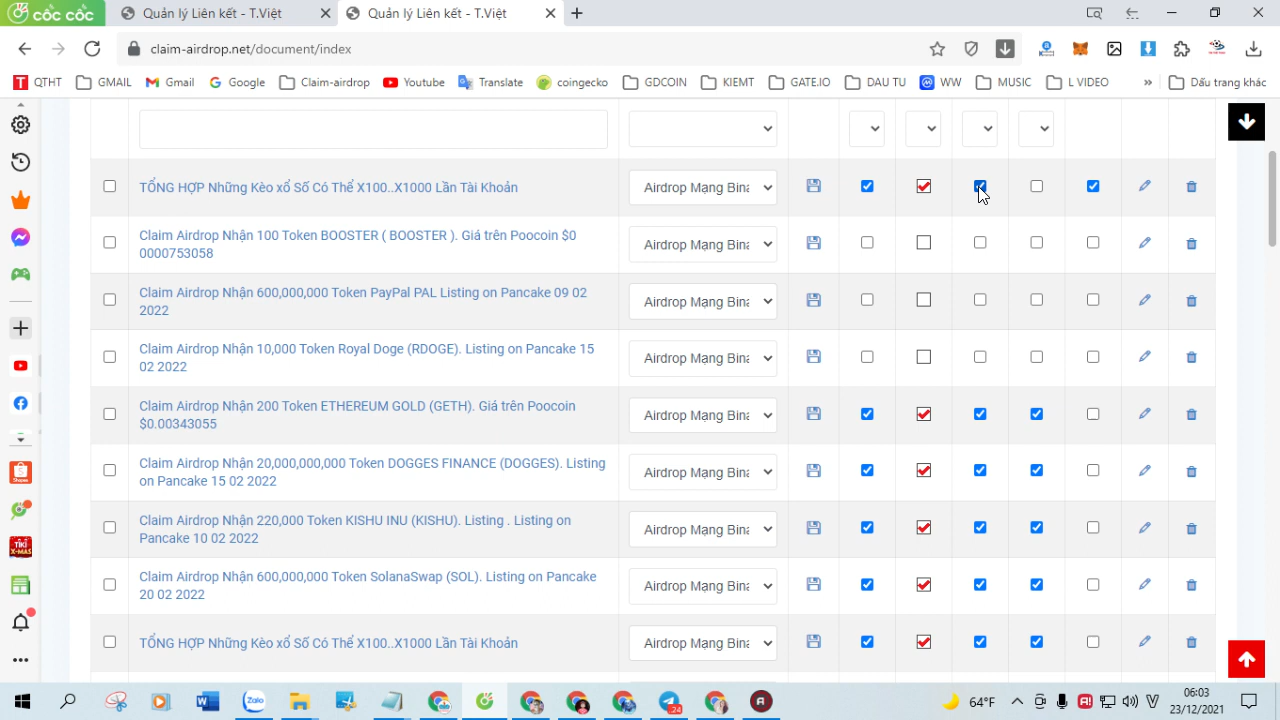 cốc cốc
Quản lý kiếm kết - T.Việt
Quản lý kết - T.Việt
claim-airdrop.net/document/index
QTHT
GMAIL
Gmail
Google
Claim-airdrop
Youtube
Translate
coingecko
GDCOIN
KIEMT
GATE.IO
DAU TU
WW
MUSIC
L VIDEO
»
Dấu trang khác
TỔNG HỢP Những Kèo xổ Số Có Thể X100..X1000 Lần Tài Khoản
Airdrop Mạng Bina
Claim Airdrop Nhận 100 Token BOOSTER ( BOOSTER ). Giá trên Poocoin $0
0000753058
Airdrop Mạng Bina
Claim Airdrop Nhận 600,000,000 Token PayPal PAL Listing on Pancake 09 02
2022
Airdrop Mạng Bina
Claim Airdrop Nhận 10,000 Token Royal Doge (RDOGE). Listing on Pancake 15
02 2022
Airdrop Mạng Bina
Claim Airdrop Nhận 200 Token ETHEREUM GOLD (GETH). Giá trên Poocoin
$0.00343055
Airdrop Mạng Bina
Claim Airdrop Nhận 20,000,000,000 Token DOGGES FINANCE (DOGGES). Listing
on Pancake 15 02 2022
Airdrop Mạng Bina
Claim Airdrop Nhận 220,000 Token KISHU INU (KISHU). Listing . Listing on
Pancake 10 02 2022
Airdrop Mạng Bina
Claim Airdrop Nhận 600,000,000 Token SolanaSwap (SOL). Listing on Pancake
20 02 2022
Airdrop Mạng Bina
TỔNG HỢP Những Kèo xổ Số Có Thể X100..X1000 Lần Tài Khoản
Airdrop Mạng Bina
Shopee
TIKI
X-MAS
Zalo
24
64°F
06:03
23/12/2021